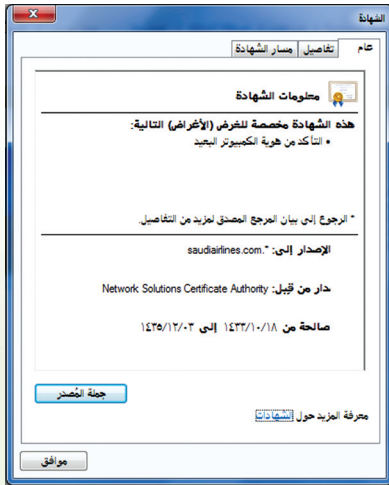 الشهادة
عام
تفاصيل
مسار الشهادة
معلومات الشهادة
هذه الشهادة مخصصة للغرض (الأغراض) التالية:
• التأكد من هوية الكمبيوتر البعيد
* الرجوع إلى بيان المرجع المصدق لمزيد من التفاصيل.
الإصدار إلى: *.saudiairlines.com
دار من قِبل: Network Solutions Certificate Authority
صالحة من ١٤٣٣/١٠/١٨ إلى ١٤٣٥/١٢/٠٣
جملة المُصدر
معرفة المزيد حول الشهادات
موافق